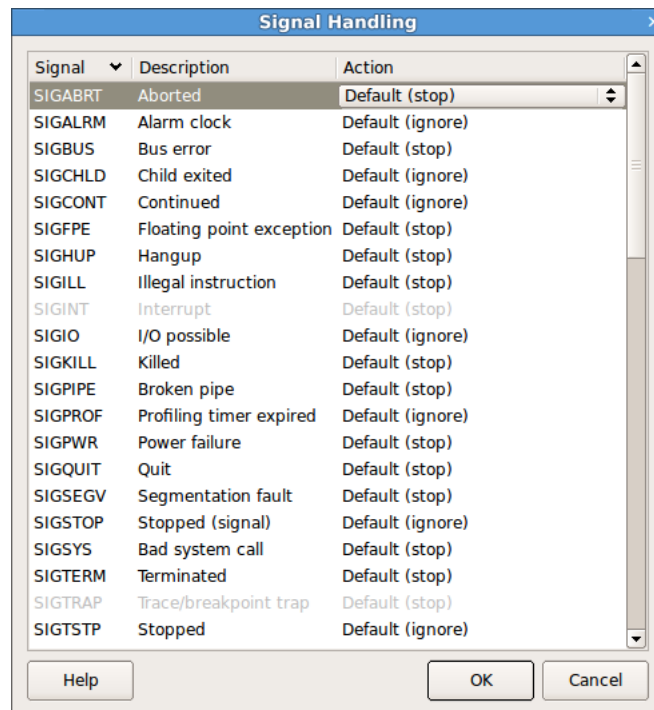 Signal Handling
Signal Description Action
SIGABRT Aborted Default (stop)
SIGALRM Alarm clock Default (ignore)
SIGBUS Bus error Default (stop)
SIGCHLD Child exited Default (ignore)
SIGCONT Continued Default (ignore)
SIGFPE Floating point exception Default (stop)
SIGHUP Hangup Default (stop)
SIGILL Illegal instruction Default (stop)
SIGINT Interrupt Default (stop)
SIGIO I/O possible Default (ignore)
SIGKILL Killed Default (stop)
SIGPIPE Broken pipe Default (stop)
SIGPROF Profiling timer expired Default (ignore)
SIGPWR Power failure Default (stop)
SIGQUIT Quit Default (stop)
SIGSEGV Segmentation fault Default (stop)
SIGSTOP Stopped (signal) Default (ignore)
SIGSYS Bad system call Default (stop)
SIGTERM Terminated Default (stop)
SIGTRAP Trace/breakpoint trap Default (stop)
SIGTSTP Stopped Default (ignore)
Help OK Cancel